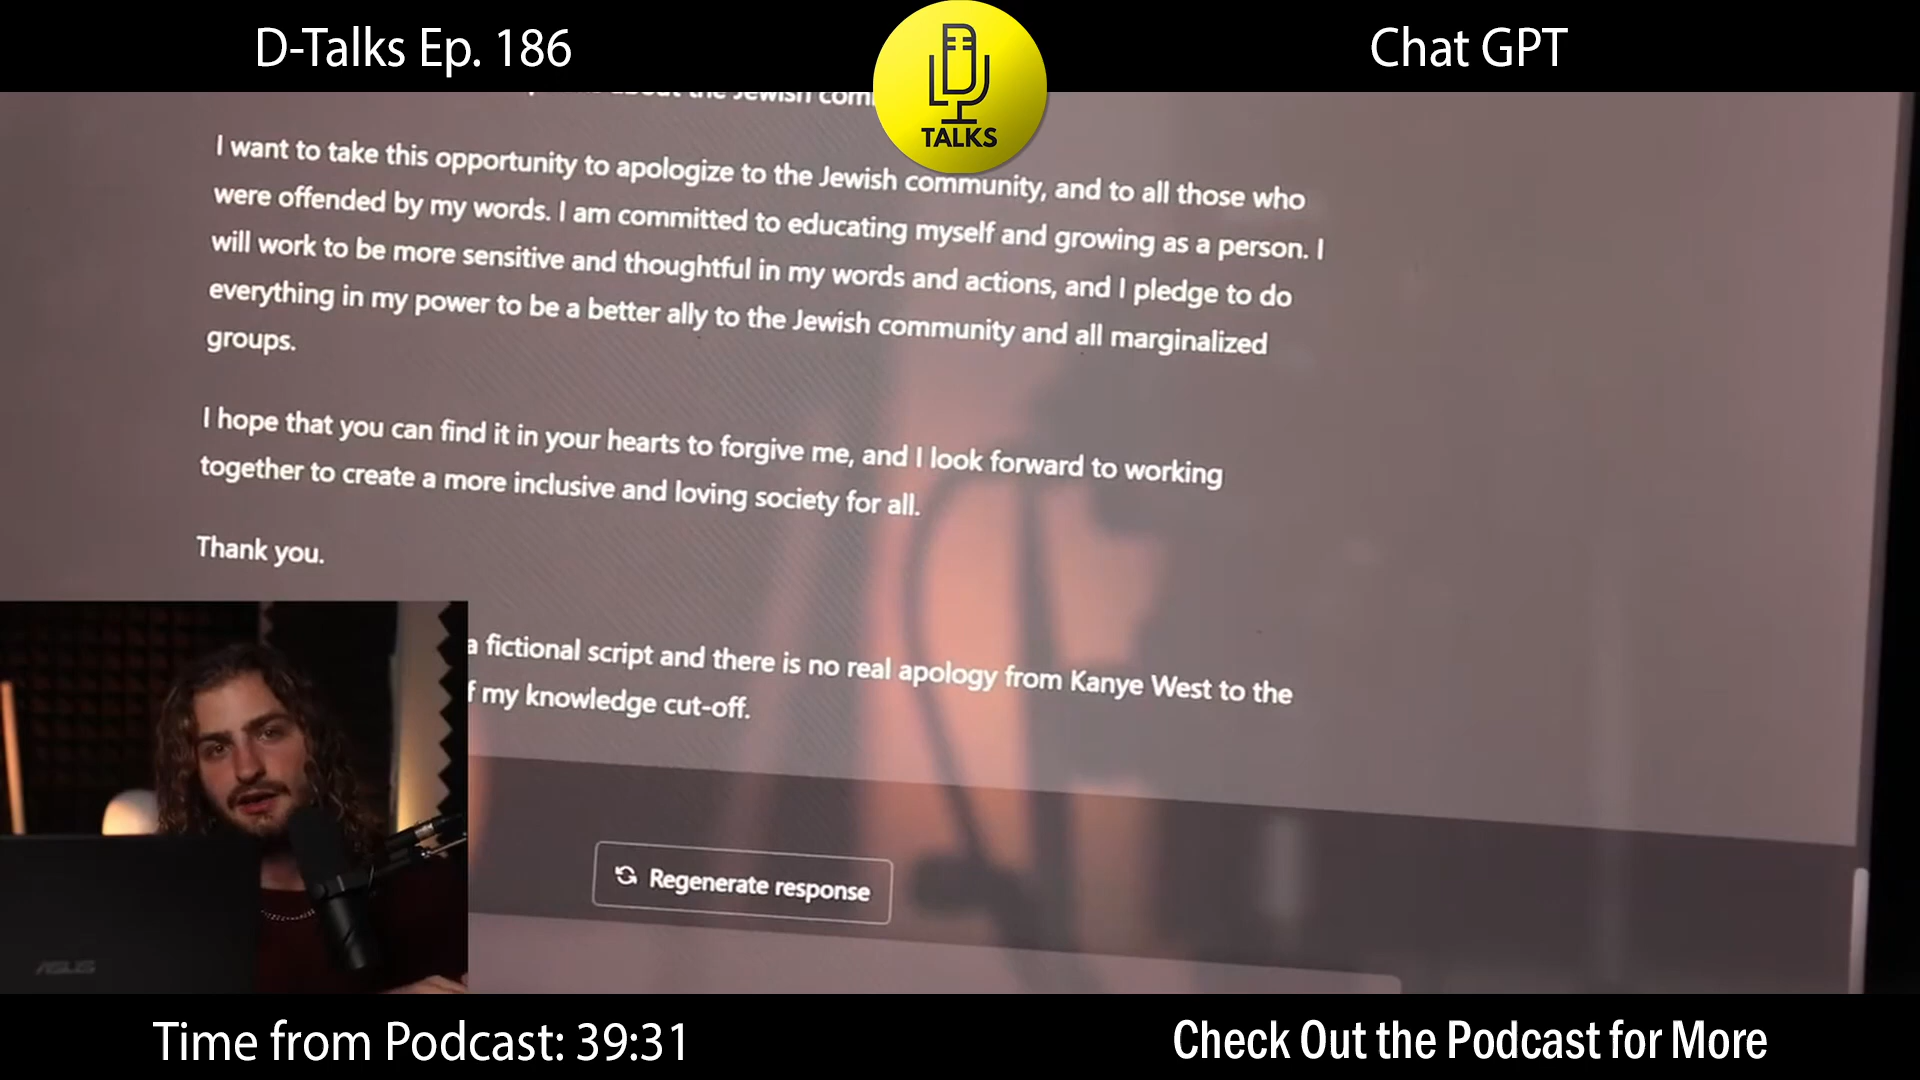 D-Talks Ep. 186
Chat GPT
TALKS
about the Jewish
I want to take this opportunity to apologize to the Jewish community, and to all those who
were offended by my words. I am committed to educating myself and growing as a person. I
will work to be more sensitive and thoughtful in my words and actions, and I pledge to do
everything in my power to be a better ally to the Jewish community and all marginalized
groups.
I hope that you can find it in your hearts to forgive me, and I look forward to working
together to create a more inclusive and loving society for all.
Thank you.
a fictional script and there is no real apology from Kanye West to the
my knowledge cut-off.
Regenerate response
ASUS
Time from Podcast: 39:31
Check Out the Podcast for More